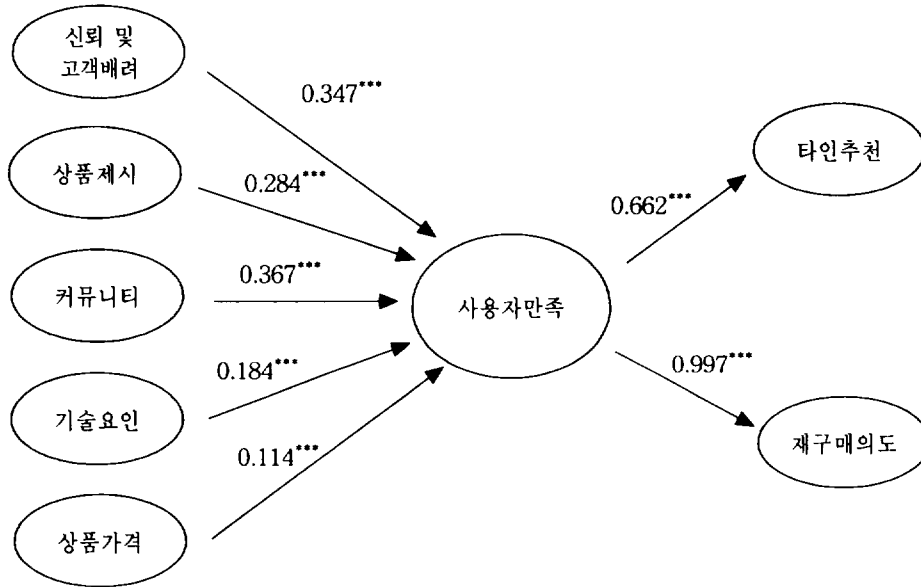 신뢰 및
고객배려
0.347***
상품제시
0.284***
커뮤니티
0.367***
기술요인
0.184***
상품가격
0.114***
사용자만족
0.662***
타인추천
0.997***
재구매의도